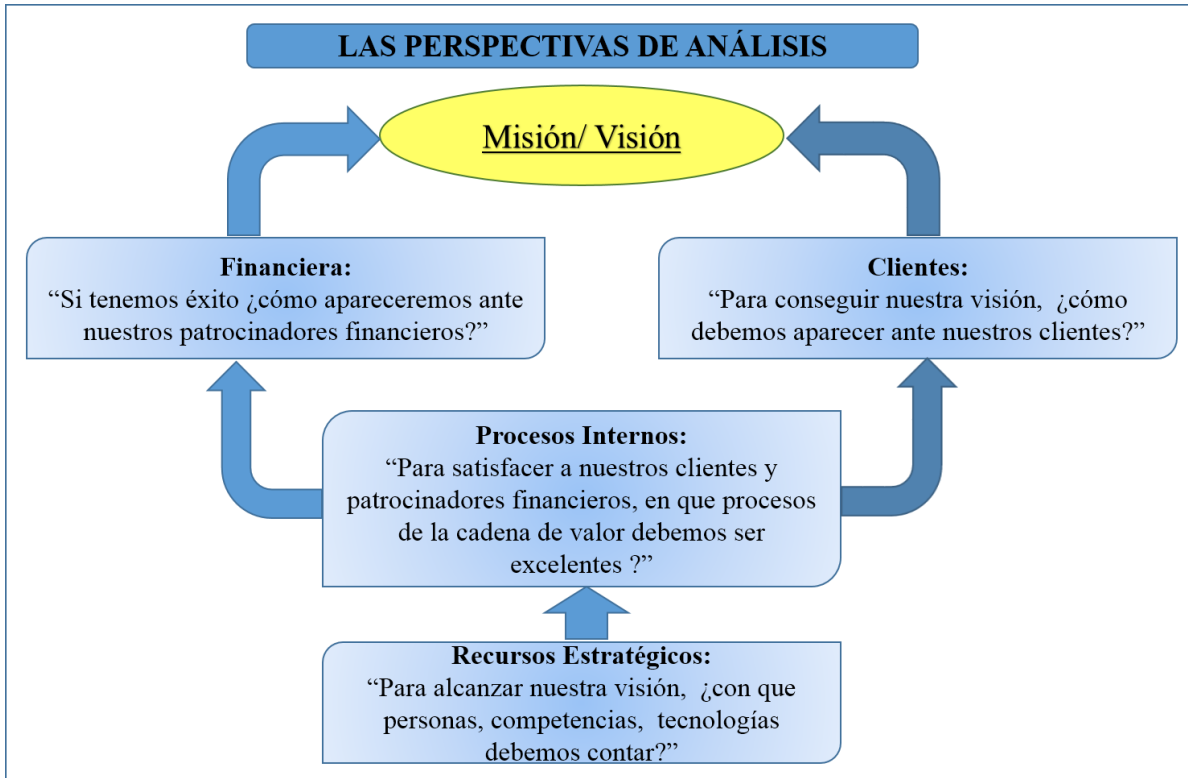 LAS PERSPECTIVAS DE ANÁLISIS
Misión/ Visión
Financiera:
“Si tenemos éxito ¿cómo apareceremos ante
nuestros patrocinadores financieros?”
Clientes:
“Para conseguir nuestra visión,  ¿cómo
debemos aparecer ante nuestros clientes?”
Procesos Internos:
“Para satisfacer a nuestros clientes y
patrocinadores financieros, en que procesos
de la cadena de valor debemos ser
excelentes ?”
Recursos Estratégicos:
“Para alcanzar nuestra visión,  ¿con que
personas, competencias,  tecnologías
debemos contar?”